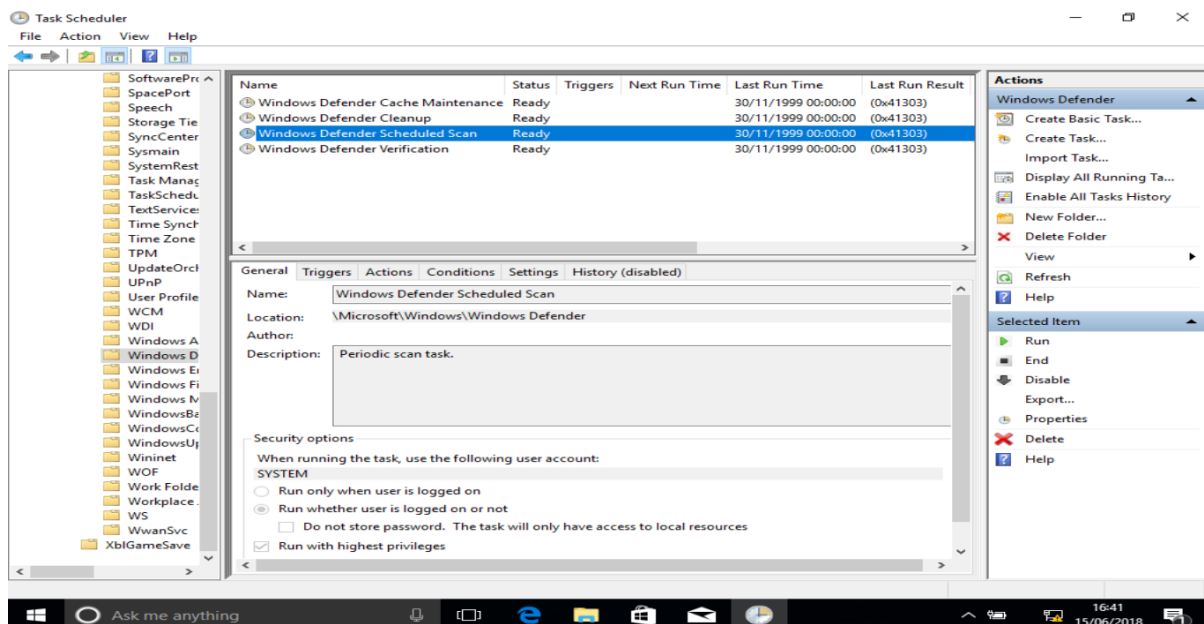 Task Scheduler
File Action View Help
SoftwarePro
SpacePort
Speech
Storage Tie
SyncCenter
Sysmain
SystemRest
Task Manag
TaskSchedu
TextServices
Time Synch
Time Zone
TPM
UpdateOrch
UPnP
User Profile
WCM
WDI
Windows A
Windows D
Windows Er
Windows Fi
Windows M
WindowsBa
WindowsCo
WindowsUp
Wininet
WOF
Work Folde
Workplace
WS
WwanSvc
XblGameSave
Name Status Triggers Next Run Time Last Run Time Last Run Result
Windows Defender Cache Maintenance Ready 30/11/1999 00:00:00 (0x41303)
Windows Defender Cleanup Ready 30/11/1999 00:00:00 (0x41303)
Windows Defender Scheduled Scan Ready 30/11/1999 00:00:00 (0x41303)
Windows Defender Verification Ready 30/11/1999 00:00:00 (0x41303)
General Triggers Actions Conditions Settings History (disabled)
Name: Windows Defender Scheduled Scan
Location: \Microsoft\Windows\Windows Defender
Author:
Description: Periodic scan task.
Security options
When running the task, use the following user account:
SYSTEM
Run only when user is logged on
Run whether user is logged on or not
Do not store password. The task will only have access to local resources
Run with highest privileges
Actions
Windows Defender
Create Basic Task...
Create Task...
Import Task...
Display All Running Ta...
Enable All Tasks History
New Folder...
Delete Folder
View
Refresh
Help
Selected Item
Run
End
Disable
Export...
Properties
Delete
Help
Ask me anything
16:41
15/06/2018